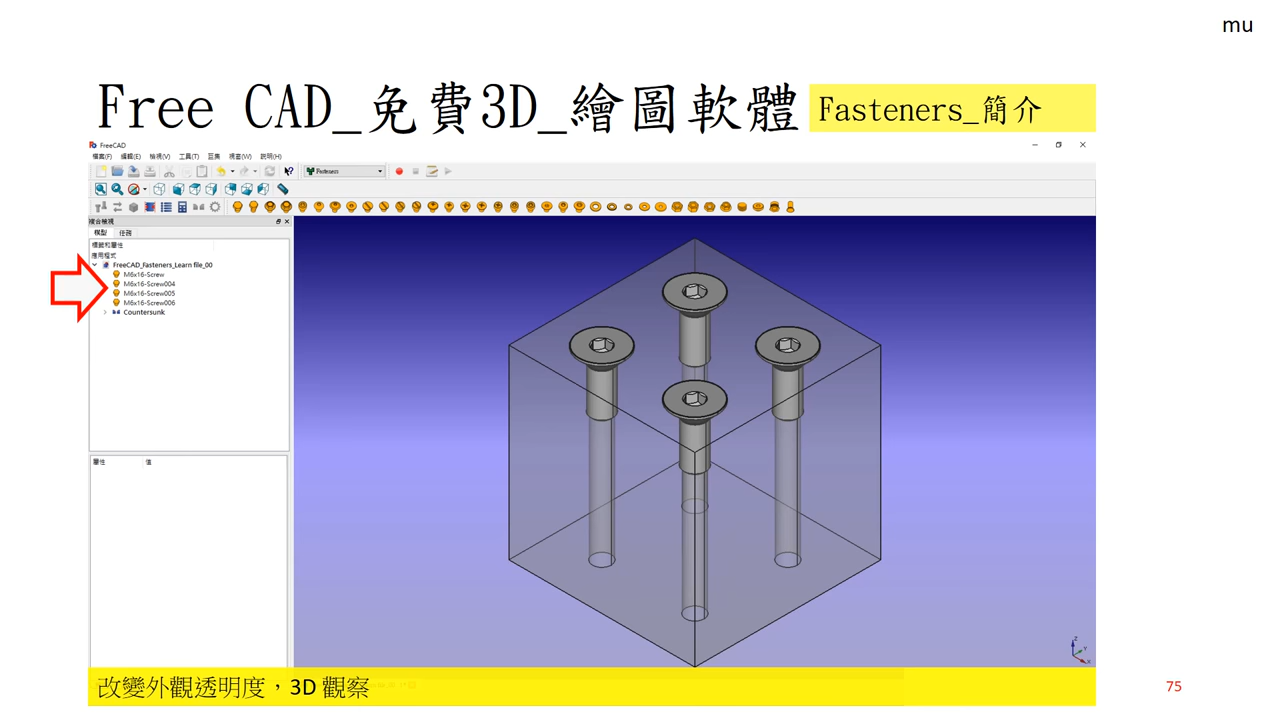 mu
Free CAD_免費3D_繪圖軟體
Fasteners_簡介
FreeCAD
檔案(F) 編輯(E) 檢視(V) 工具(T) 巨集 視窗(W) 說明(H)
Fasteners
複合檢視
模型 任務
標籤和屬性
應用程式
FreeCAD_Fasteners_Learn file_00
M6x16-Screw
M6x16-Screw004
M6x16-Screw005
M6x16-Screw006
Countersunk
屬性 值
Z
Y
X
改變外觀透明度，3D 觀察
75